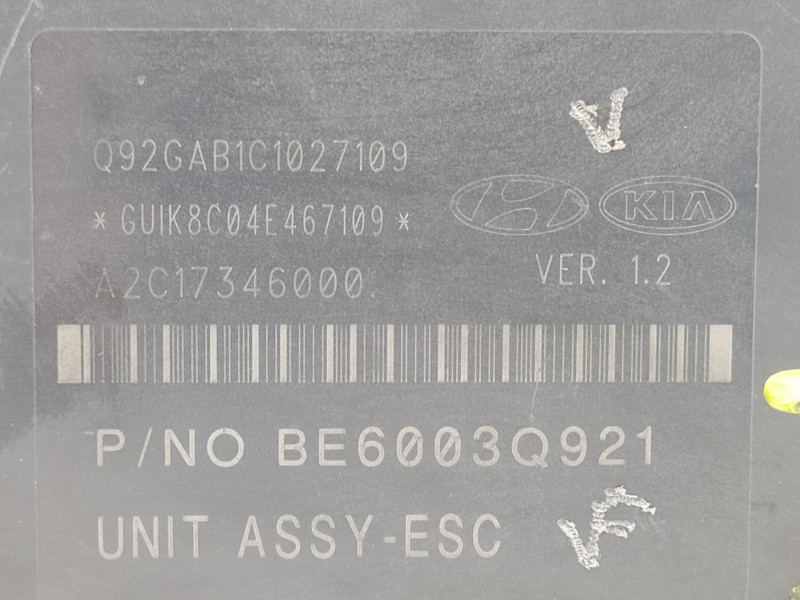 Q92GAB1C1027109
*GUIK8C04E467109*
KIA
A2C17346000.
VER. 1.2
P/NO BE6003Q921
UNIT ASSY-ESC